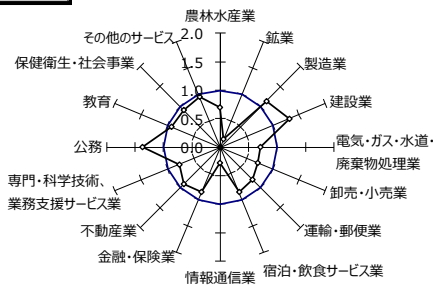 農林水産業
2.0
その他のサービス
鉱業
1.5
保健衛生・社会事業
製造業
1.0
教育
建設業
0.5
公務
0.0
電気・ガス・水道・
廃棄物処理業
専門・科学技術、
業務支援サービス業
卸売・小売業
不動産業
運輸・郵便業
金融・保険業
宿泊・飲食サービス業
情報通信業